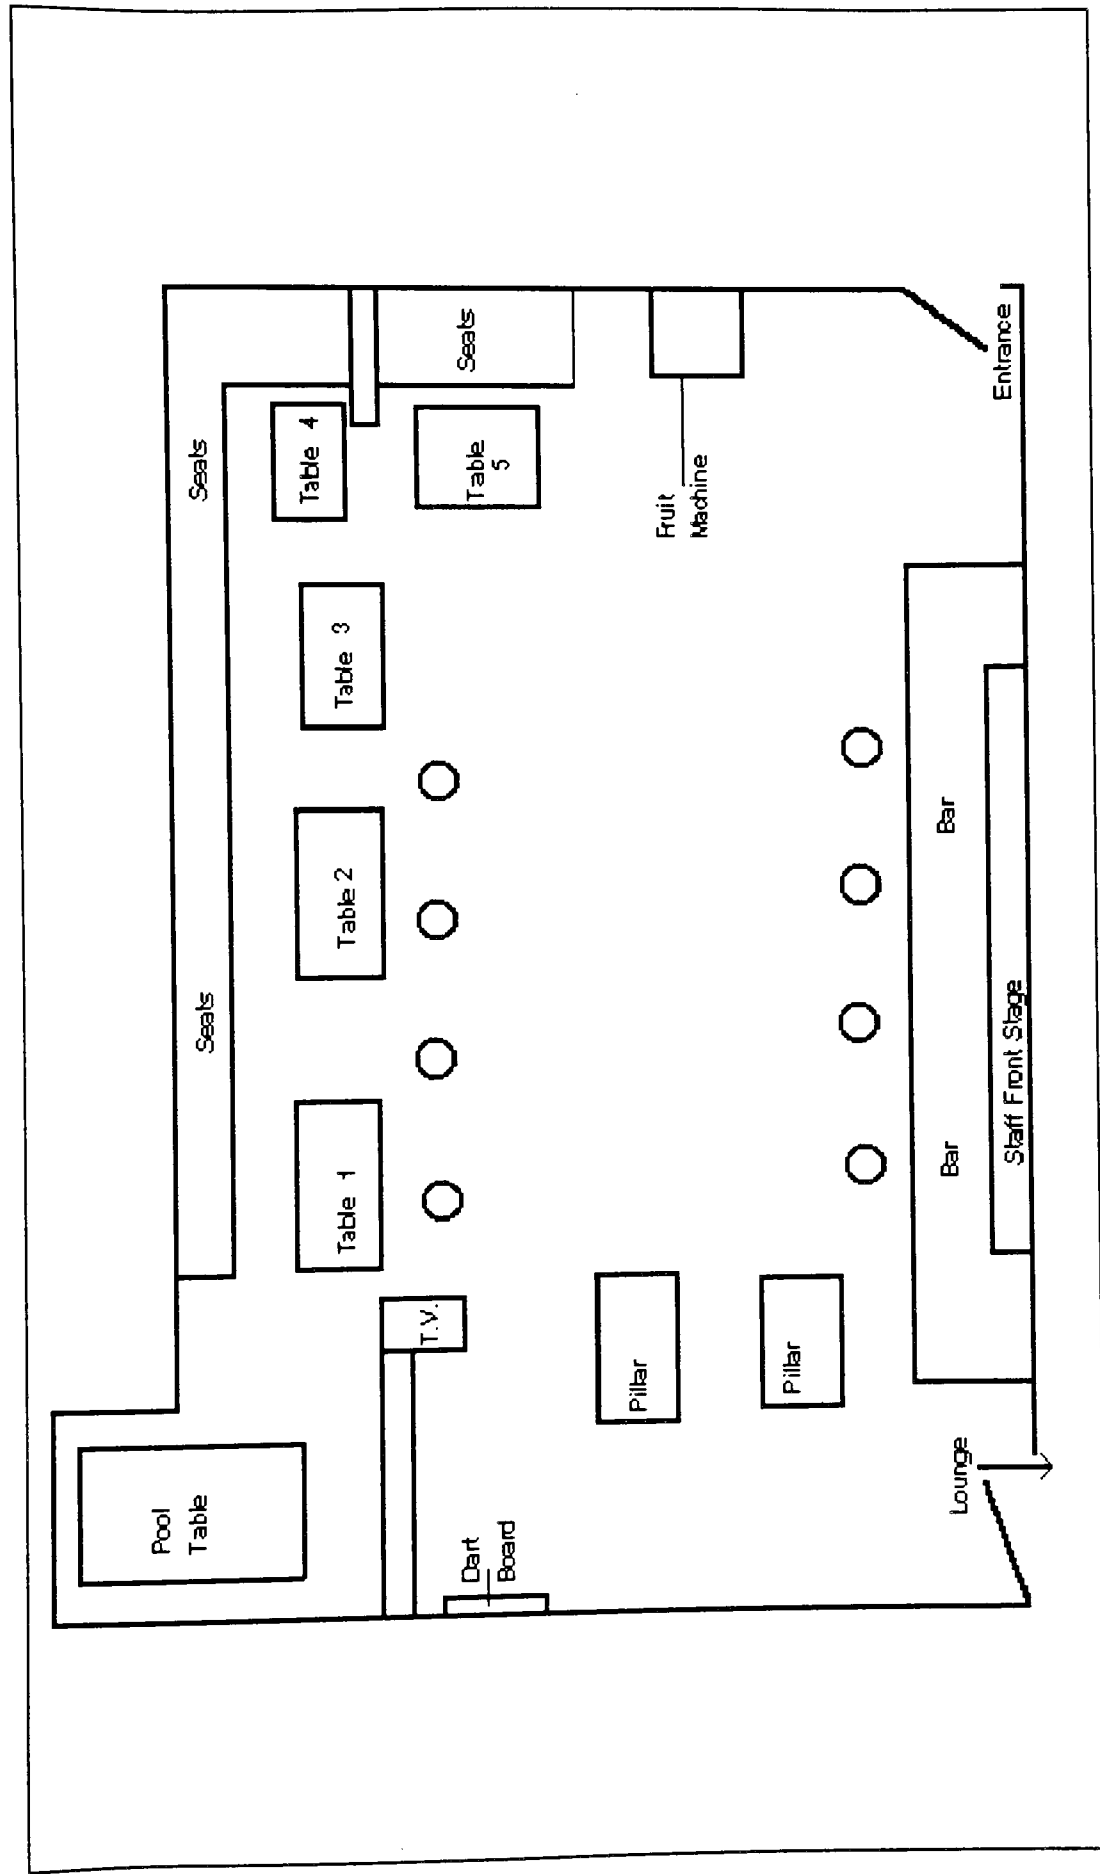 Pool
Table
Seats
Seats
Table 1
Table 2
Table 3
Table 4
T.V.
Table
5
Seats
Dart
Board
Pillar
Pillar
Fruit
Machine
Lounge
Bar
Bar
Staff Front Stage
Entrance